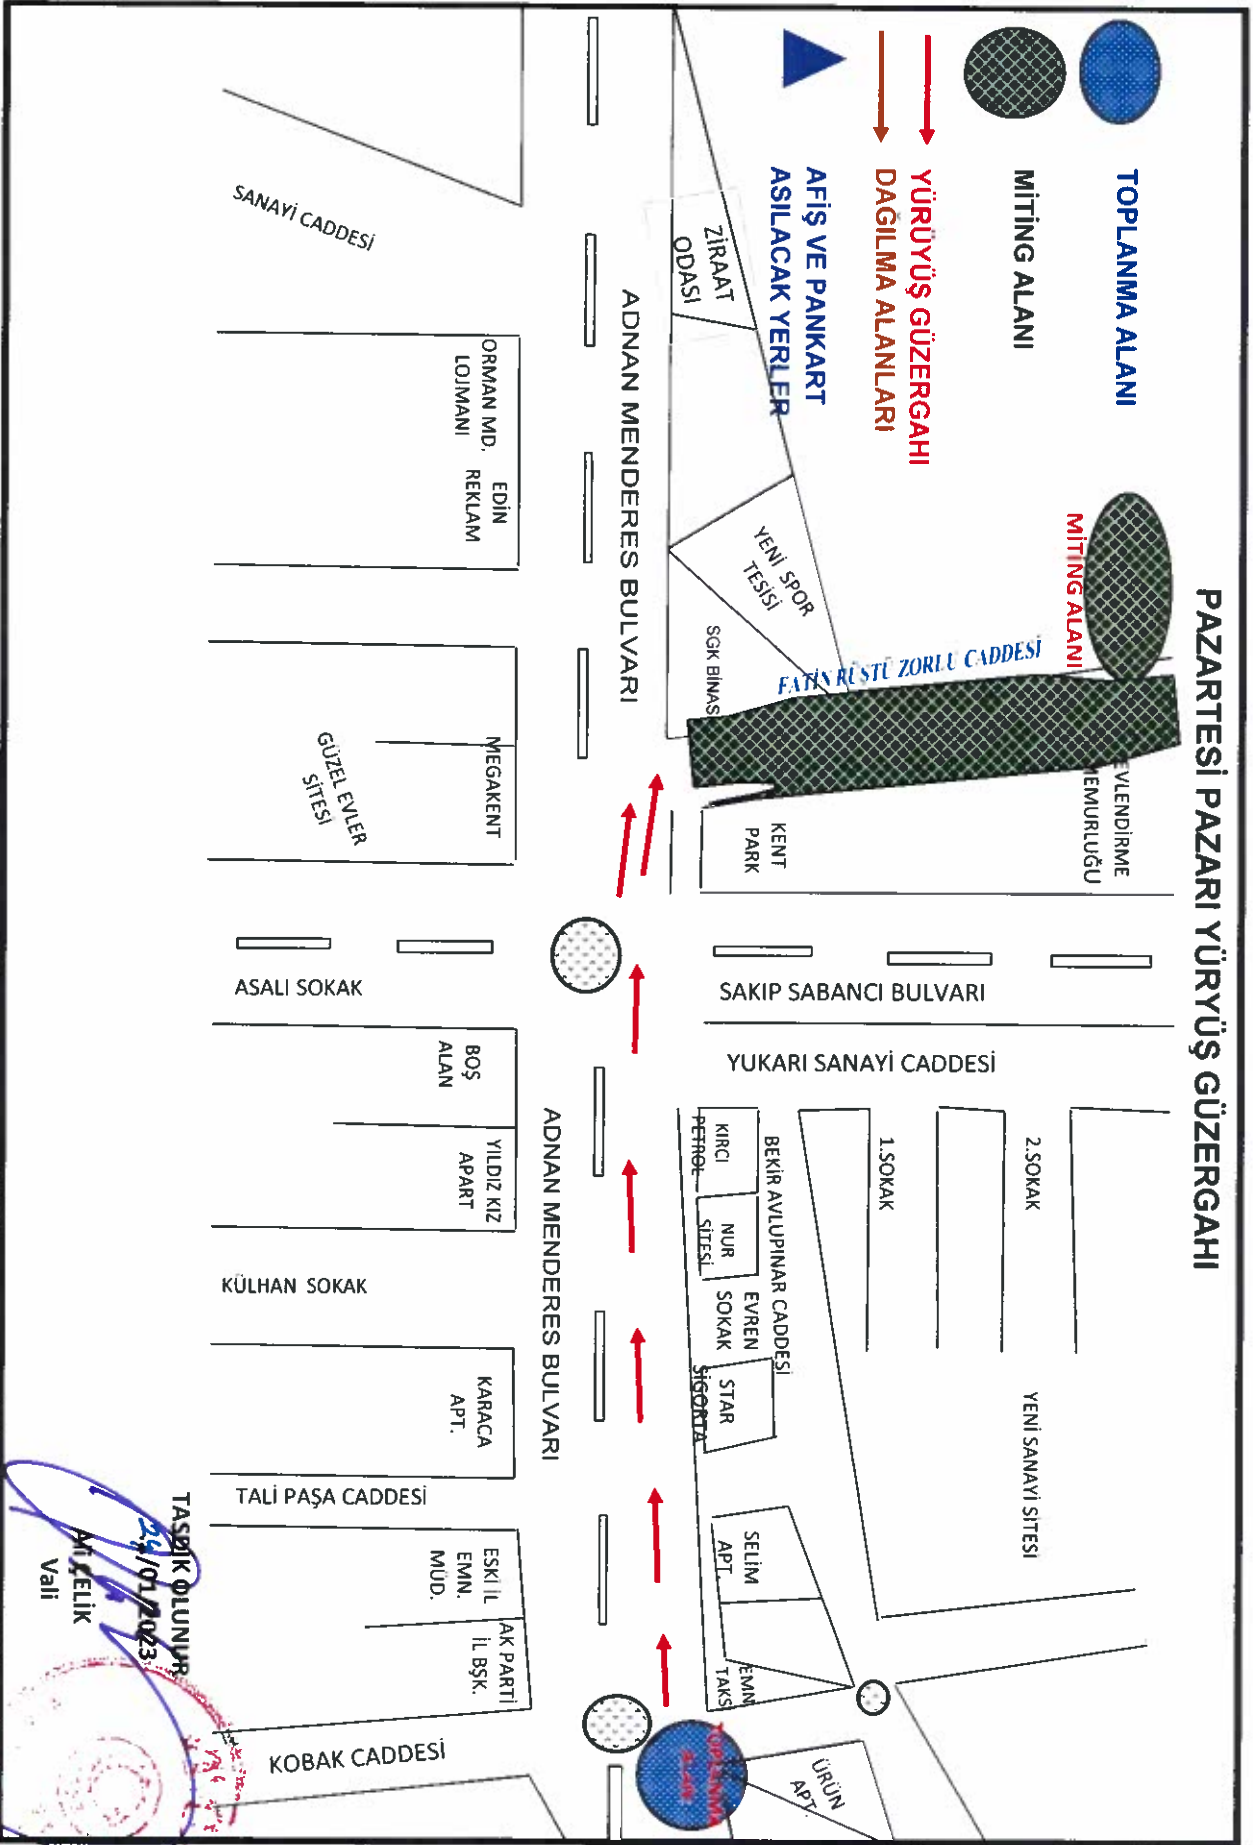 PAZARTESİ PAZARI YÜRYÜŞ GÜZERGAHI
TOPLANMA ALANI
MİTİNG ALANI
YÜRÜYÜŞ GÜZERGAHI
DAĞILMA ALANLARI
AFİŞ VE PANKART
ASILACAK YERLER
MİTİNG ALANI
FATİN RÜŞTÜ ZORLU CADDESİ
EVLENDİRME
MEMURLUĞU
ZİRAAT
ODASI
YENİ SPOR
TESİSİ
SGK BİNAS
KENT
PARK
SAKIP SABANCI BULVARI
YUKARI SANAYİ CADDESİ
2.SOKAK
1.SOKAK
YENİ SANAYİ SİTESİ
BEKİR AVLUPINAR CADDESİ
KIRCI
PETROL
NUR
SİTESİ
EVREN
SOKAK
STAR
SİGORTA
SELİM
APT.
EMN
TAKS
ÜRÜN
APT.
TOPLANMA
ADNAN MENDERES BULVARI
ADNAN MENDERES BULVARI
SANAYİ CADDESİ
ORMAN MD.
LOJMANI
EDİN
REKLAM
MEGAKENT
GÜZEL EVLER
SİTESİ
ASALI SOKAK
BOŞ
ALAN
YILDIZ KIZ
APART
KÜLHAN SOKAK
KARACA
APT.
TALİ PAŞA CADDESİ
ESKİ İL
EMN.
MÜD.
AK PARTİ
İL BŞK.
KOBAK CADDESİ
TASDİK OLUNUR
24/01/2023
Ali ÇELİK
Vali